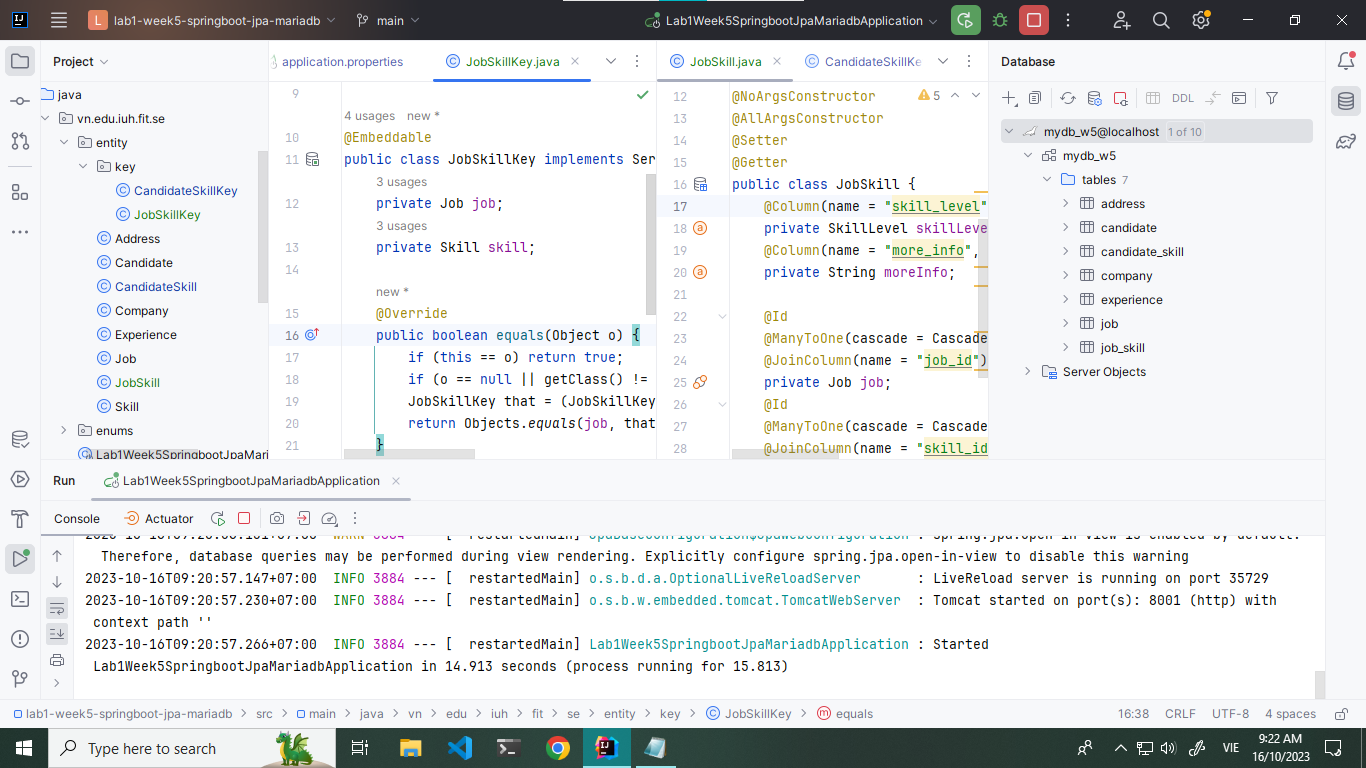 lab1-week5-springboot-jpa-mariadb
main
Lab1Week5SpringbootJpaMariadbApplication
L
Project
java
vn.edu.iuh.fit.se
entity
key
CandidateSkillKey
JobSkillKey
Address
Candidate
CandidateSkill
Company
Experience
Job
JobSkill
Skill
enums
Lab1Week5SpringbootJpaMari
application.properties
JobSkillKey.java
9
4 usages new *
10 @Embeddable
11 public class JobSkillKey implements Ser
3 usages
12 private Job job;
3 usages
13 private Skill skill;
14
new *
15 @Override
16 public boolean equals(Object o) {
17 if (this == o) return true;
18 if (o == null || getClass() !=
19 JobSkillKey that = (JobSkillKey
20 return Objects.equals(job, that
21 }
JobSkill.java
CandidateSkillKe
5
12 @NoArgsConstructor
13 @AllArgsConstructor
14 @Setter
15 @Getter
16 public class JobSkill {
17 @Column(name = "skill_level"
18 private SkillLevel skillLeve
19 @Column(name = "more_info",
20 private String moreInfo;
21
22 @Id
23 @ManyToOne(cascade = Cascade
24 @JoinColumn(name = "job_id")
25 private Job job;
26 @Id
27 @ManyToOne(cascade = Cascade
28 @JoinColumn(name = "skill_id
Database
DDL
mydb_w5@localhost 1 of 10
mydb_w5
tables 7
address
candidate
candidate_skill
company
experience
job
job_skill
Server Objects
Run Lab1Week5SpringbootJpaMariadbApplication
Console Actuator
Therefore, database queries may be performed during view rendering. Explicitly configure spring.jpa.open-in-view to disable this warning
2023-10-16T09:20:57.147+07:00 INFO 3884 --- [ restartedMain] o.s.b.d.a.OptionalLiveReloadServer : LiveReload server is running on port 35729
2023-10-16T09:20:57.230+07:00 INFO 3884 --- [ restartedMain] o.s.b.w.embedded.tomcat.TomcatWebServer : Tomcat started on port(s): 8001 (http) with
context path ''
2023-10-16T09:20:57.266+07:00 INFO 3884 --- [ restartedMain] Lab1Week5SpringbootJpaMariadbApplication : Started
Lab1Week5SpringbootJpaMariadbApplication in 14.913 seconds (process running for 15.813)
lab1-week5-springboot-jpa-mariadb > src > main > java > vn > edu > iuh > fit > se > entity > key > JobSkillKey > equals
16:38 CRLF UTF-8 4 spaces
Type here to search
VIE
9:22 AM
16/10/2023